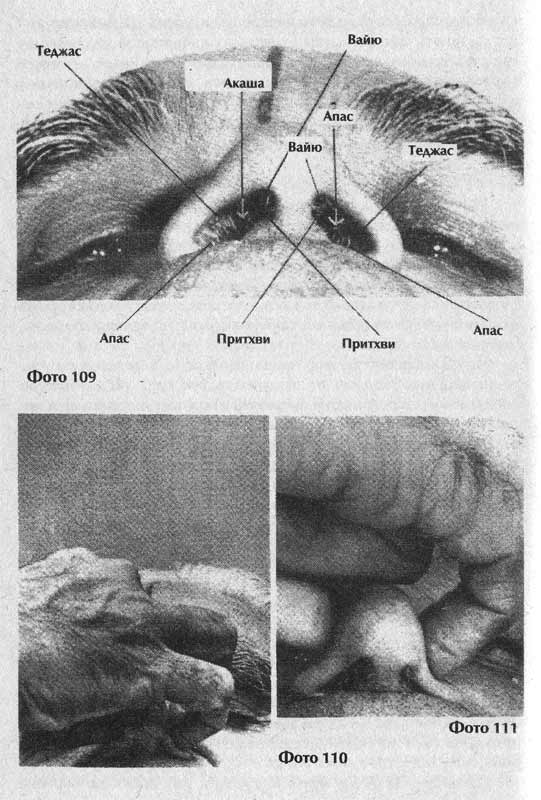 Вайю
Теджас
Акаша
Апас
Вайю
Теджас
Апас
Притхви
Притхви
Апас
Фото 109
Фото 111
Фото 110